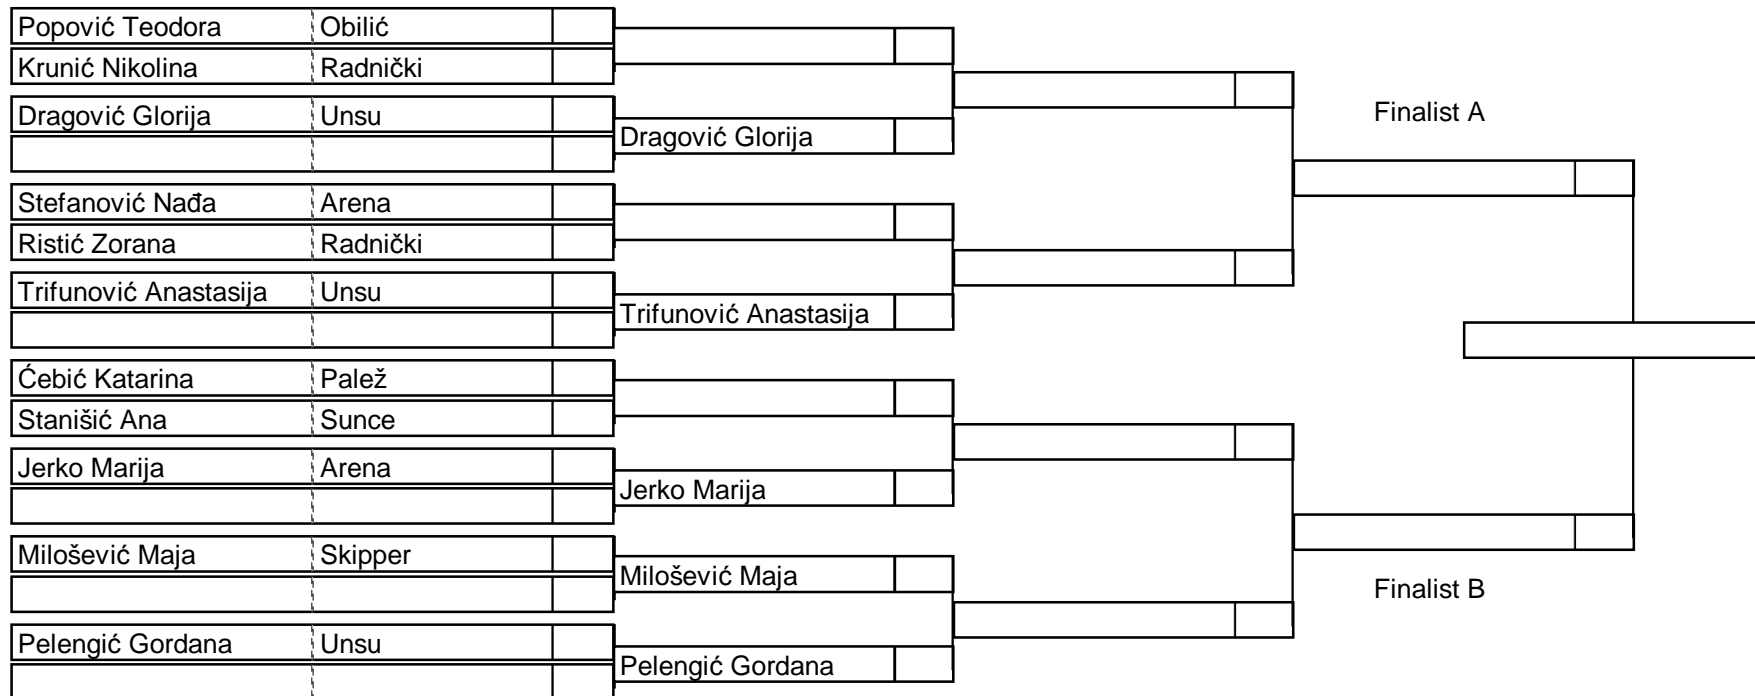 Popović Teodora Obilić
Krunić Nikolina Radnički
Dragović Glorija Unsu
Dragović Glorija
Stefanović Nađa Arena
Ristić Zorana Radnički
Trifunović Anastasija Unsu
Trifunović Anastasija
Ćebić Katarina Palež
Stanišić Ana Sunce
Jerko Marija Arena
Jerko Marija
Milošević Maja Skipper
Milošević Maja
Pelengić Gordana Unsu
Pelengić Gordana
Finalist A
Finalist B